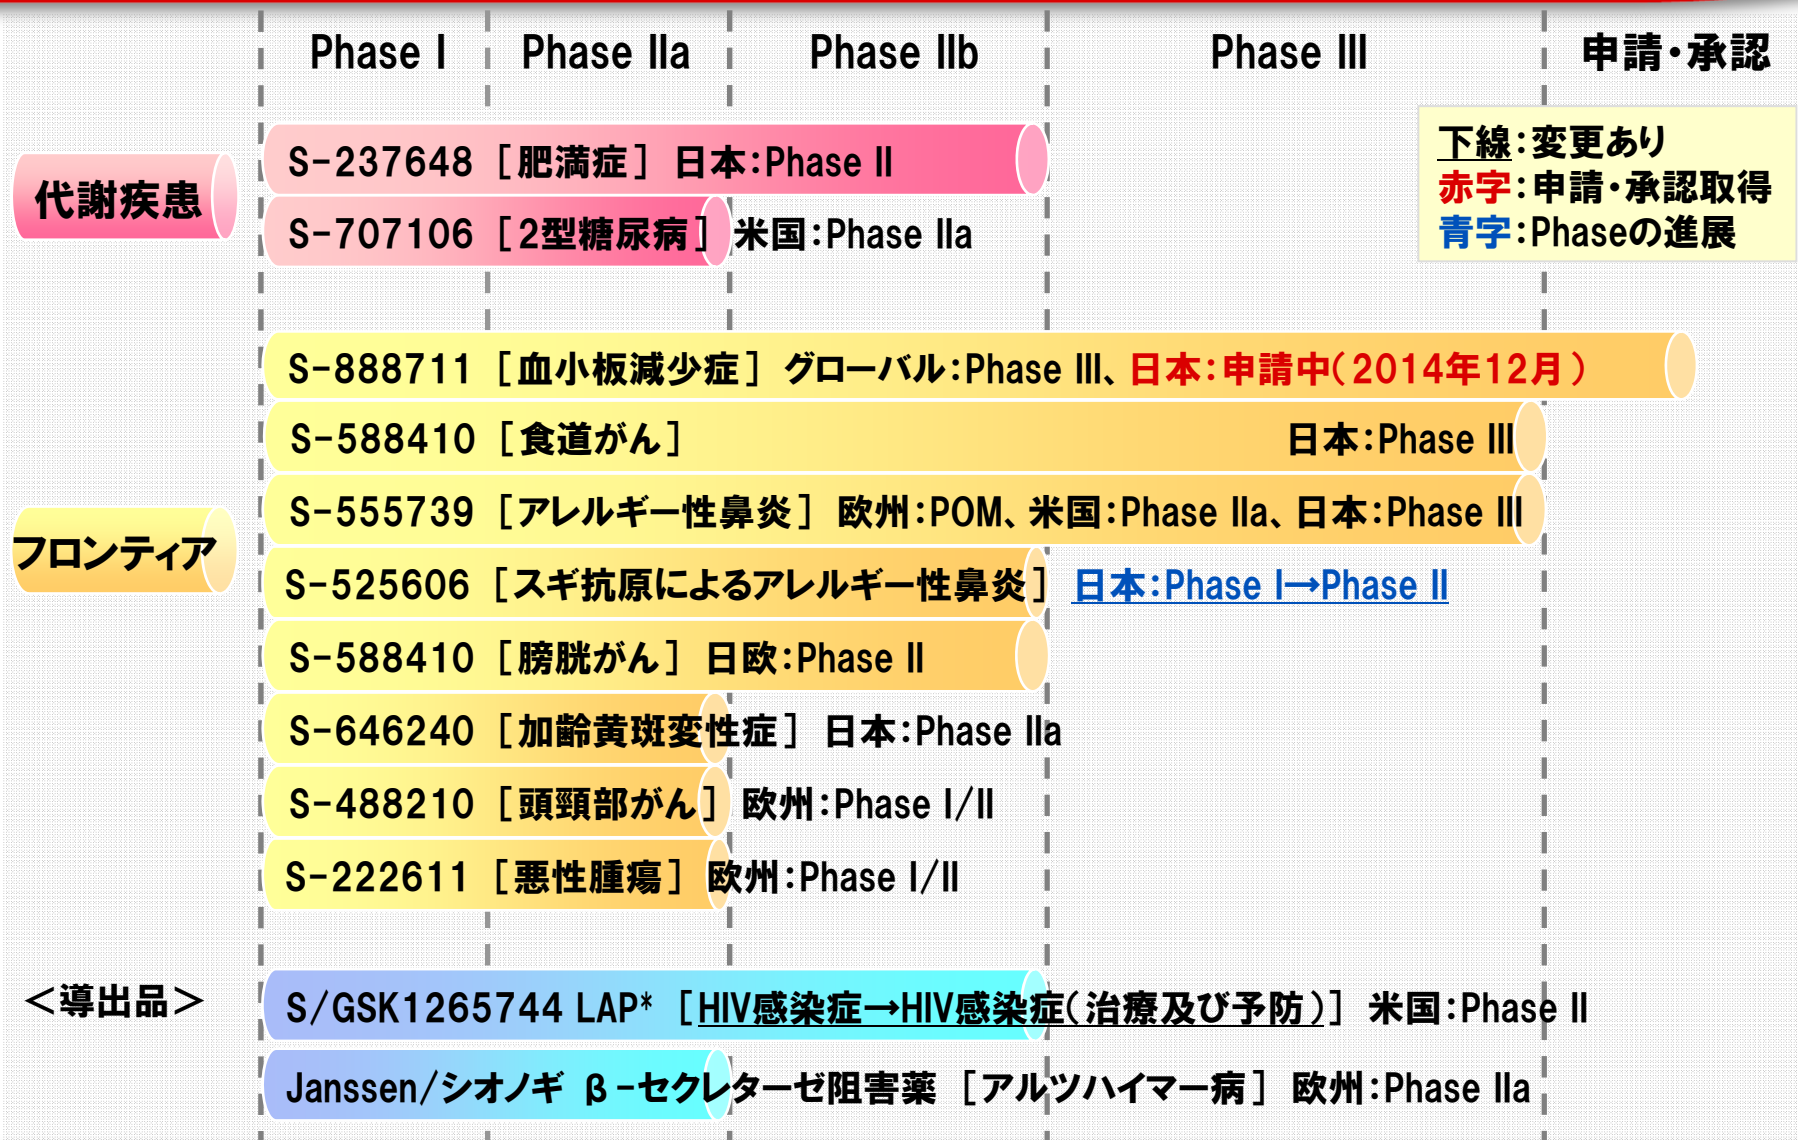 Phase I Phase IIa Phase IIb Phase III 申請・承認
下線：変更あり
赤字：申請・承認取得
青字：Phaseの進展
代謝疾患
S-237648 ［肥満症］ 日本：Phase II
S-707106 ［2型糖尿病］ 米国：Phase IIa
フロンティア
S-888711 ［血小板減少症］ グローバル：Phase III、日本：申請中（2014年12月）
S-588410 ［食道がん］ 日本：Phase III
S-555739 ［アレルギー性鼻炎］ 欧州：POM、米国：Phase IIa、日本：Phase III
S-525606 ［スギ抗原によるアレルギー性鼻炎］ 日本：Phase I→Phase II
S-588410 ［膀胱がん］ 日欧：Phase II
S-646240 ［加齢黄斑変性症］ 日本：Phase IIa
S-488210 ［頭頸部がん］ 欧州：Phase I/II
S-222611 ［悪性腫瘍］ 欧州：Phase I/II
＜導出品＞
S/GSK1265744 LAP* ［HIV感染症→HIV感染症（治療及び予防）］ 米国：Phase II
Janssen/シオノギ β-セクレターゼ阻害薬 ［アルツハイマー病］ 欧州：Phase IIa